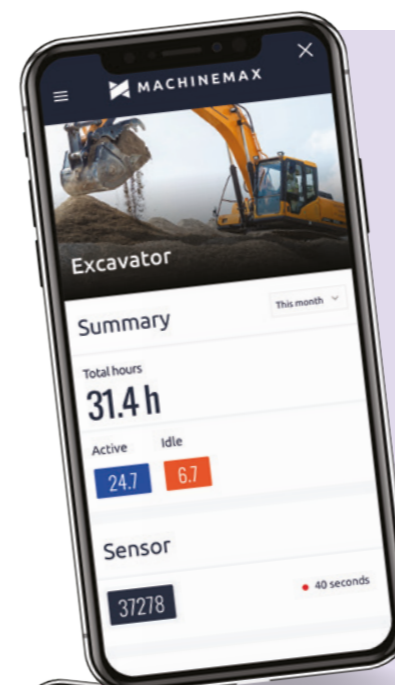 MACHINEMAX
Excavator
Summary
This month
Total hours
31.4 h
Active Idle
24.7 6.7
Sensor
37278 40 seconds